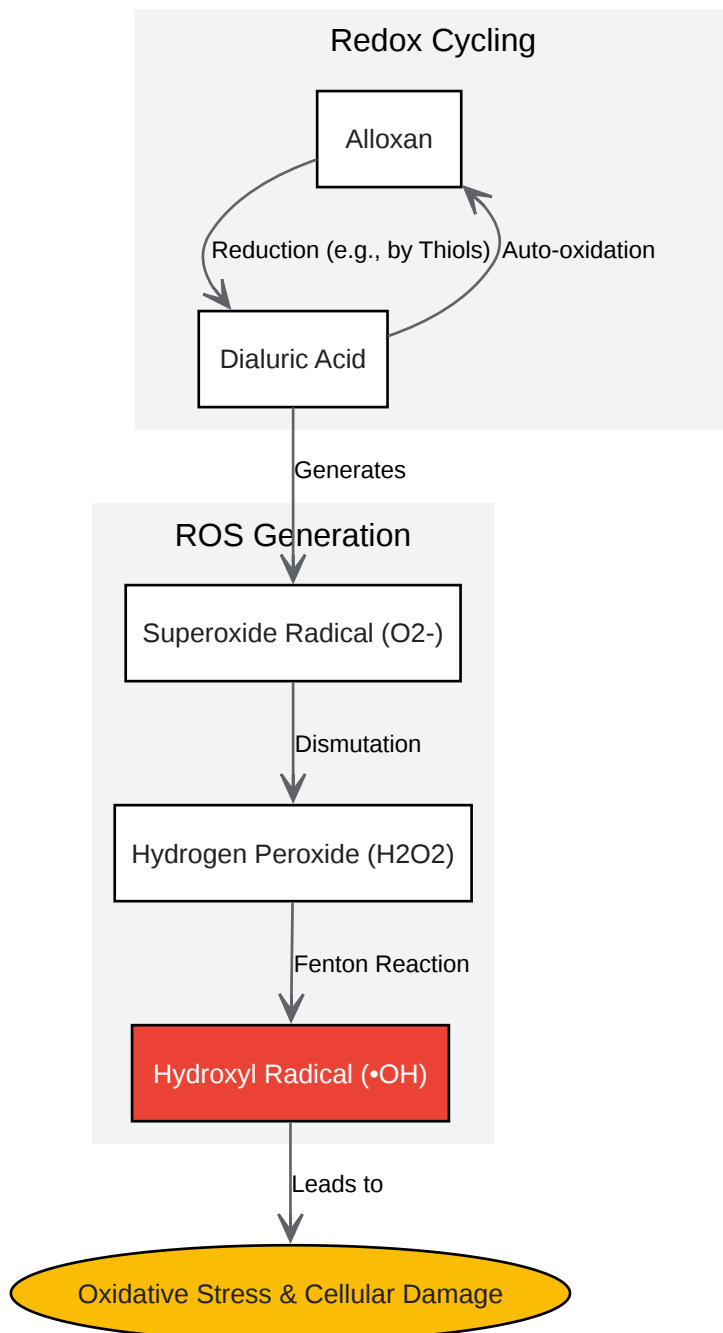 Redox Cycling
Alloxan
Reduction (e.g., by Thiols)
Auto-oxidation
Dialuric Acid
Generates
ROS Generation
Superoxide Radical (O2-)
Dismutation
Hydrogen Peroxide (H2O2)
Fenton Reaction
Hydroxyl Radical (•OH)
Leads to
Oxidative Stress & Cellular Damage